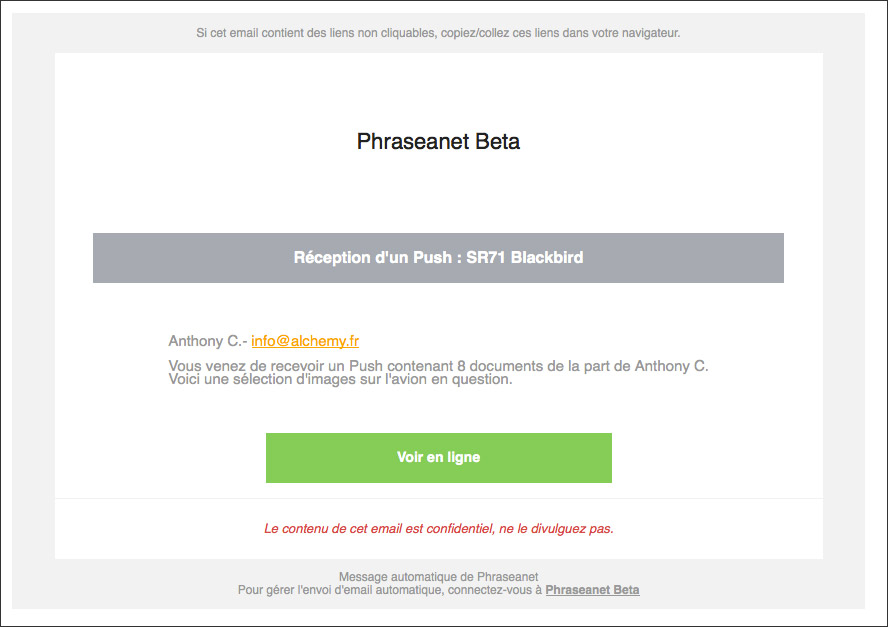 Si cet email contient des liens non cliquables, copiez/collez ces liens dans votre navigateur.
Phraseanet Beta
Réception d'un Push : SR71 Blackbird
Anthony C.- info@alchemy.fr
Vous venez de recevoir un Push contenant 8 documents de la part de Anthony C.
Voici une sélection d'images sur l'avion en question.
Voir en ligne
Le contenu de cet email est confidentiel, ne le divulguez pas.
Message automatique de Phraseanet
Pour gérer l'envoi d'email automatique, connectez-vous à Phraseanet Beta